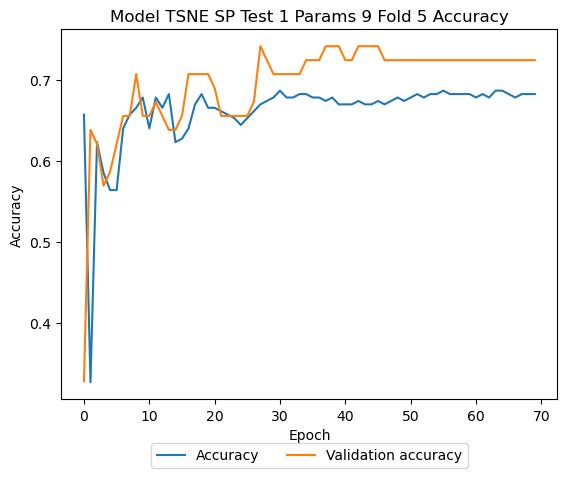 Model TSNE SP Test 1 Params 9 Fold 5 Accuracy
Accuracy
0.7
0.6
0.5
0.4
0 10 20 30 40 50 60 70
Epoch
Accuracy Validation accuracy